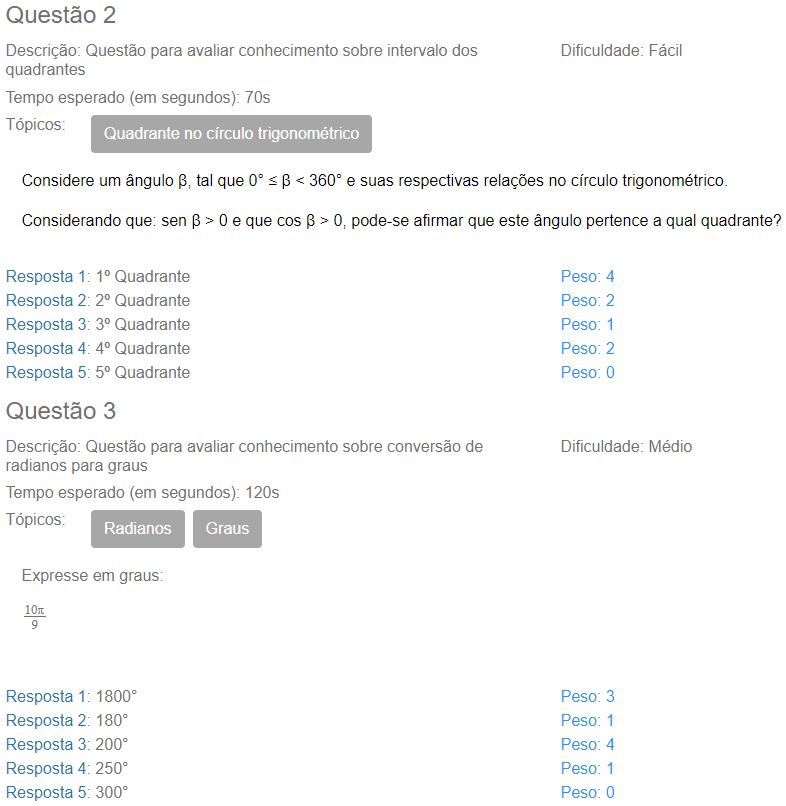 Questão 2
Descrição: Questão para avaliar conhecimento sobre intervalo dos quadrantes
Dificuldade: Fácil
Tempo esperado (em segundos): 70s
Tópicos: Quadrante no círculo trigonométrico
Considere um ângulo β, tal que 0° ≤ β < 360° e suas respectivas relações no círculo trigonométrico.
Considerando que: sen β > 0 e que cos β > 0, pode-se afirmar que este ângulo pertence a qual quadrante?
Resposta 1: 1º Quadrante Peso: 4
Resposta 2: 2º Quadrante Peso: 2
Resposta 3: 3º Quadrante Peso: 1
Resposta 4: 4º Quadrante Peso: 2
Resposta 5: 5º Quadrante Peso: 0
Questão 3
Descrição: Questão para avaliar conhecimento sobre conversão de radianos para graus
Dificuldade: Médio
Tempo esperado (em segundos): 120s
Tópicos: Radianos Graus
Expresse em graus:
10π
9
Resposta 1: 1800° Peso: 3
Resposta 2: 180° Peso: 1
Resposta 3: 200° Peso: 4
Resposta 4: 250° Peso: 1
Resposta 5: 300° Peso: 0